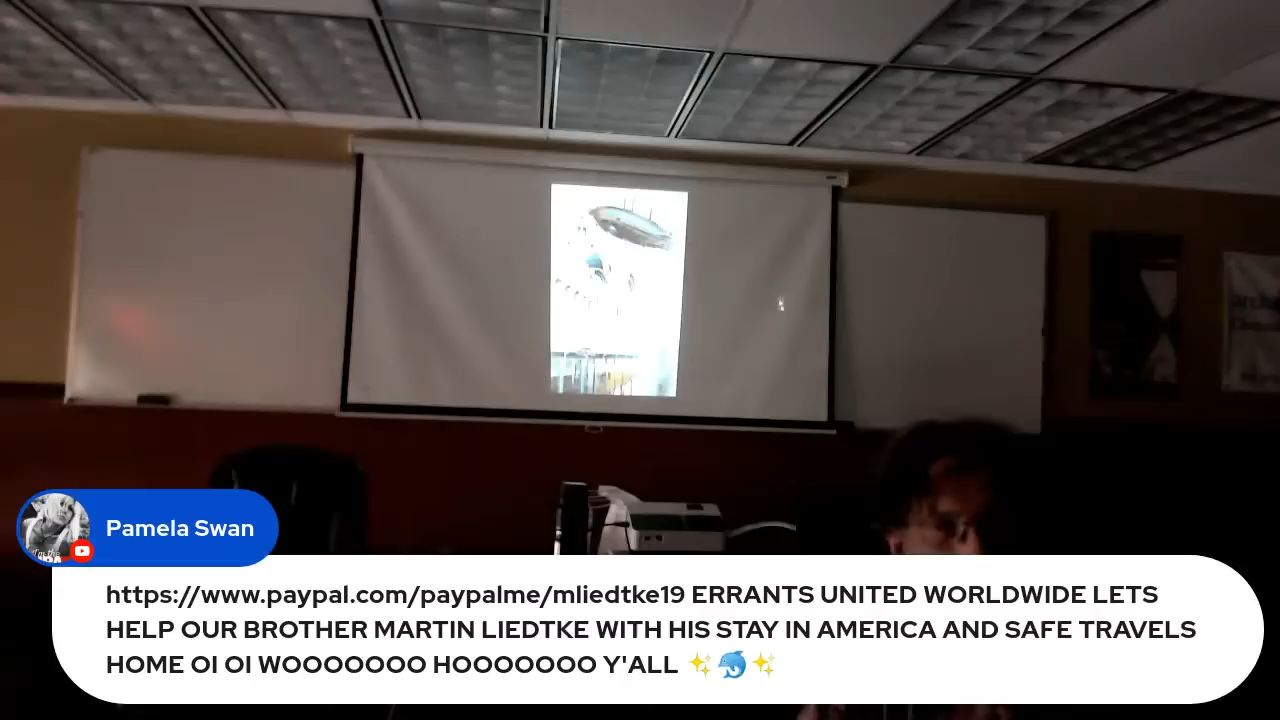 Pamela Swan
https://www.paypal.com/paypalme/mliedtke19 ERRANTS UNITED WORLDWIDE LETS
HELP OUR BROTHER MARTIN LIEDTKE WITH HIS STAY IN AMERICA AND SAFE TRAVELS
HOME OI OI WOOOOOOO HOOOOOOO Y'ALL ✨🐬✨